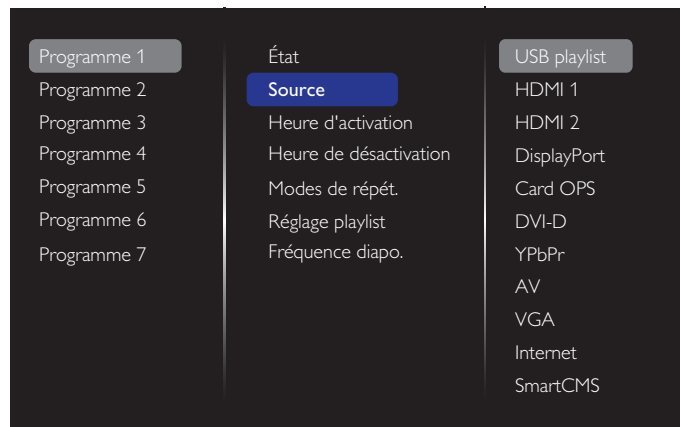 Programme 1
Programme 2
Programme 3
Programme 4
Programme 5
Programme 6
Programme 7
État
Source
Heure d'activation
Heure de désactivation
Modes de répét.
Réglage playlist
Fréquence diapo.
USB playlist
HDMI 1
HDMI 2
DisplayPort
Card OPS
DVI-D
YPbPr
AV
VGA
Internet
SmartCMS